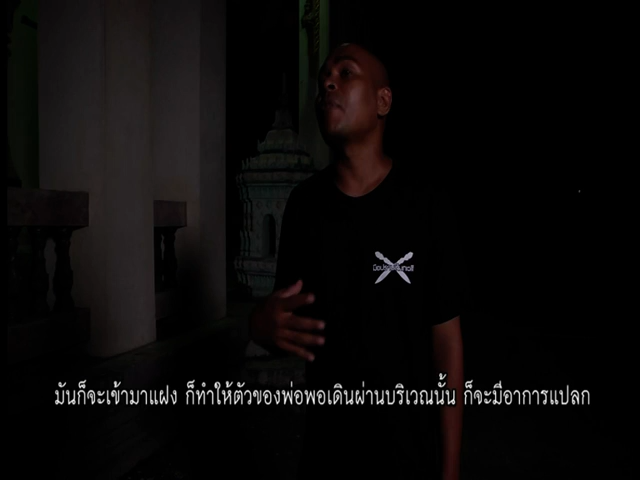 มันก็จะเข้ามาแฝง ก็ทำให้ตัวของพ่อพอเดินผ่านบริเวณนั้น ก็จะมีอาการแปลก